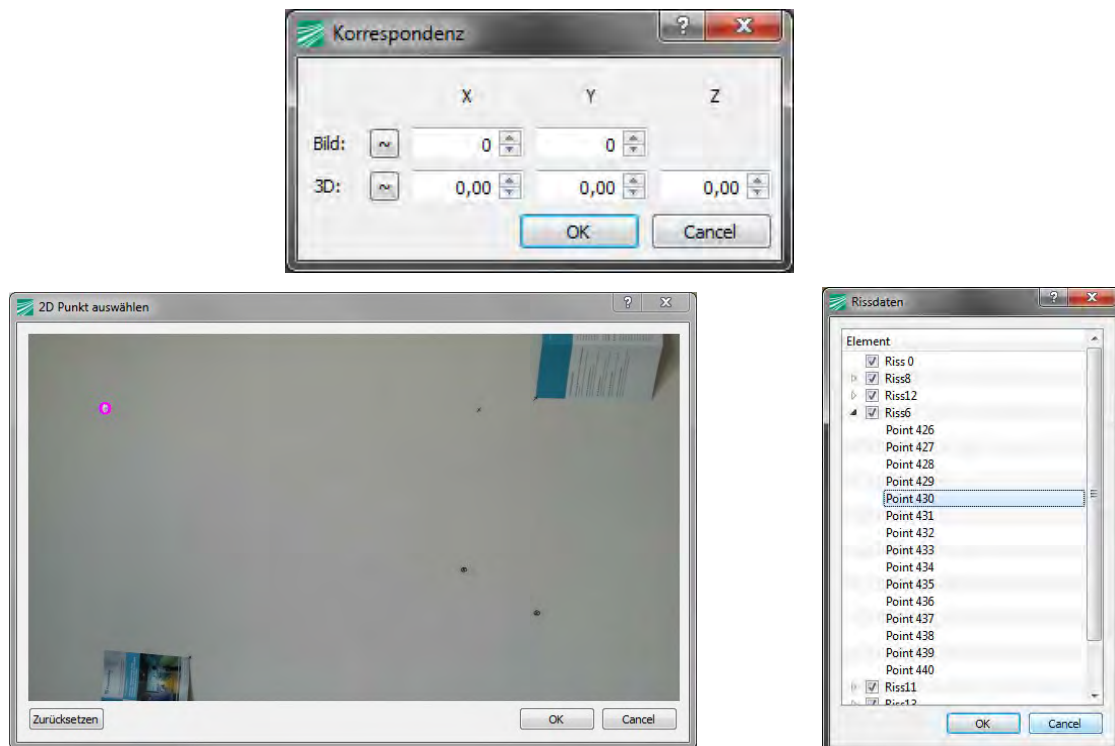 Korrespondenz
X Y Z
Bild: ~ 0 0
3D: ~ 0,00 0,00 0,00
OK Cancel
2D Punkt auswählen
Zurücksetzen OK Cancel
Rissdaten
Element
Riss 0
Riss8
Riss12
Riss6
Point 426
Point 427
Point 428
Point 429
Point 430
Point 431
Point 432
Point 433
Point 434
Point 435
Point 436
Point 437
Point 438
Point 439
Point 440
Riss11
Riss13
OK Cancel